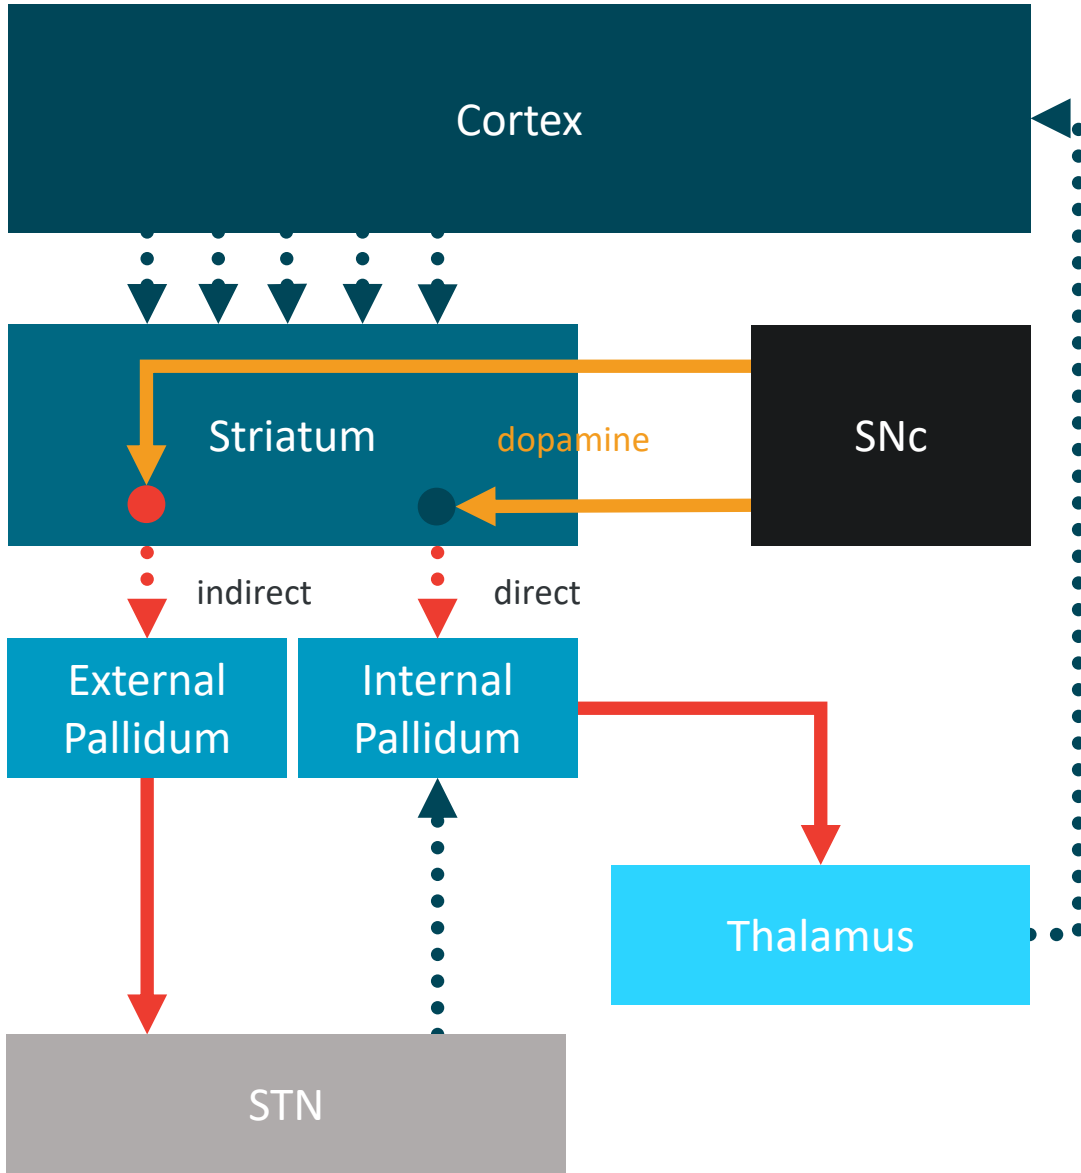 Cortex
Striatum
dopamine
SNc
indirect
direct
External
Pallidum
Internal
Pallidum
Thalamus
STN